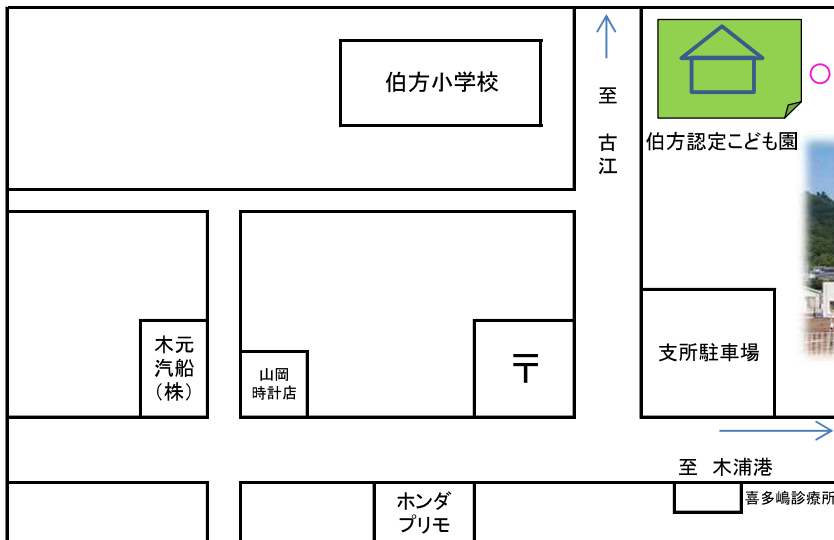 伯方小学校
至 古江
伯方認定こども園
木元
汽船
(株)
山岡
時計店
〒
支所駐車場
至 木浦港
ホンダ
プリモ
喜多嶋診療所